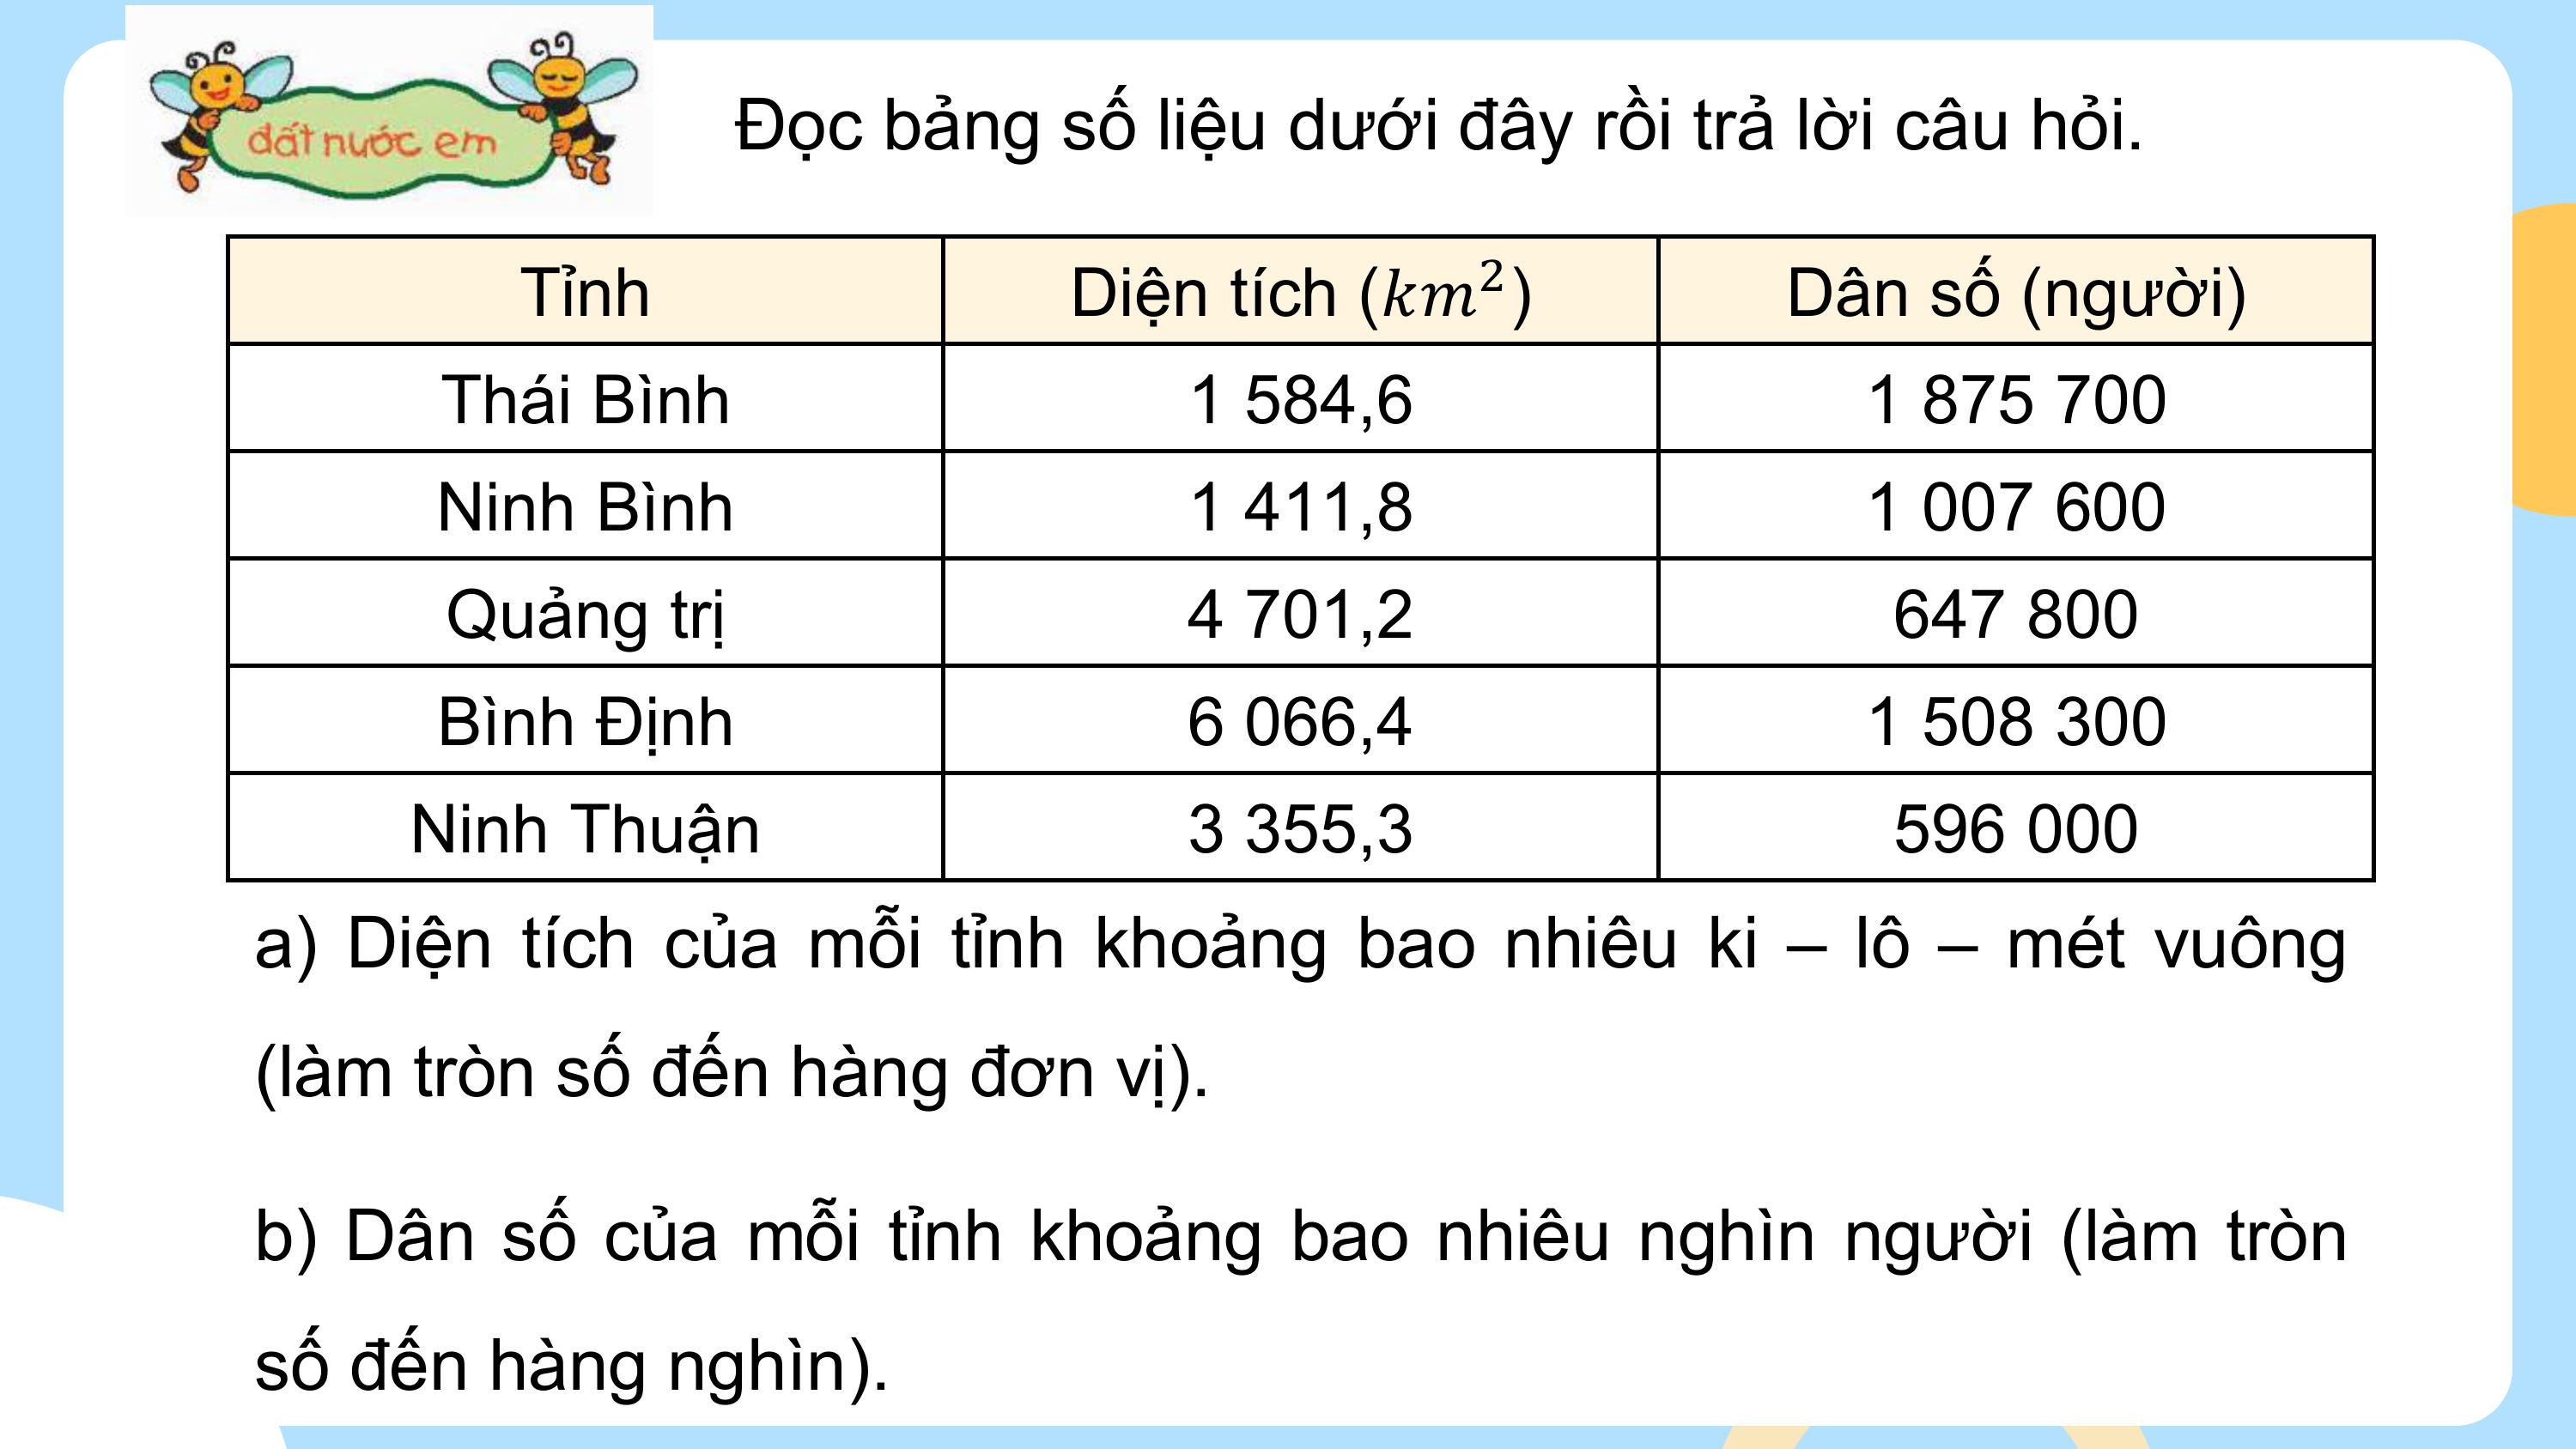 đất nước em
Đọc bảng số liệu dưới đây rồi trả lời câu hỏi.
Tỉnh Diện tích (km²) Dân số (người)
Thái Bình 1 584,6 1 875 700
Ninh Bình 1 411,8 1 007 600
Quảng trị 4 701,2 647 800
Bình Định 6 066,4 1 508 300
Ninh Thuận 3 355,3 596 000
a) Diện tích của mỗi tỉnh khoảng bao nhiêu ki – lô – mét vuông
(làm tròn số đến hàng đơn vị).
b) Dân số của mỗi tỉnh khoảng bao nhiêu nghìn người (làm tròn
số đến hàng nghìn).